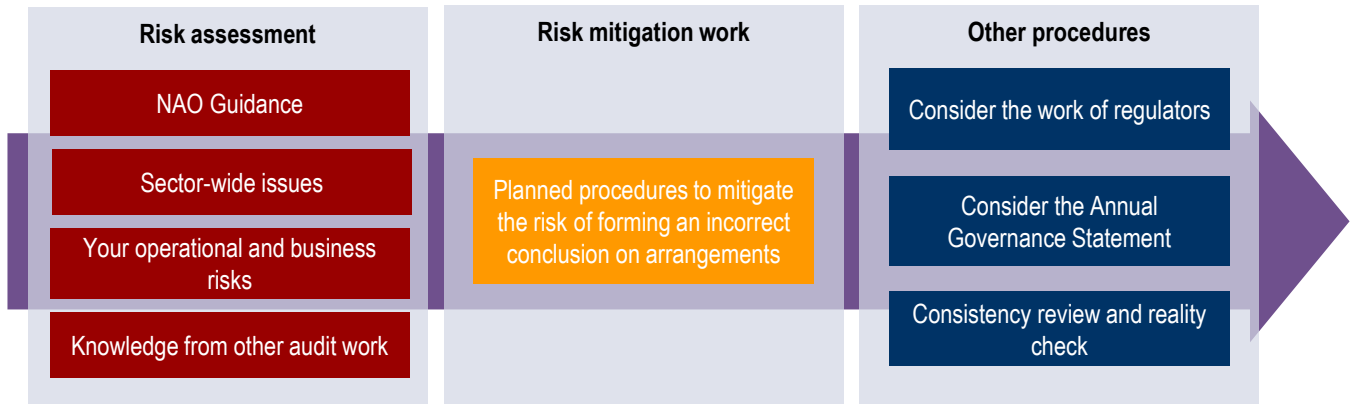 Risk assessment
NAO Guidance
Sector-wide issues
Your operational and business
risks
Knowledge from other audit work
Risk mitigation work
Planned procedures to mitigate
the risk of forming an incorrect
conclusion on arrangements
Other procedures
Consider the work of regulators
Consider the Annual
Governance Statement
Consistency review and reality
check